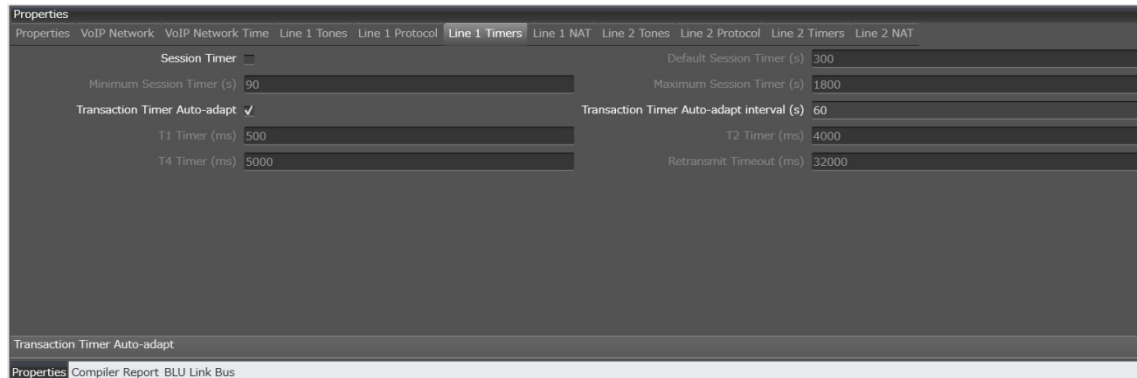 Properties
Properties VoIP Network VoIP Network Time Line 1 Tones Line 1 Protocol Line 1 Timers Line 1 NAT Line 2 Tones Line 2 Protocol Line 2 Timers Line 2 NAT
Session Timer Default Session Timer (s) 300
Minimum Session Timer (s) 90 Maximum Session Timer (s) 1800
Transaction Timer Auto-adapt Transaction Timer Auto-adapt interval (s) 60
T1 Timer (ms) 500 T2 Timer (ms) 4000
T4 Timer (ms) 5000 Retransmit Timeout (ms) 32000
Transaction Timer Auto-adapt
Properties Compiler Report BLU Link Bus